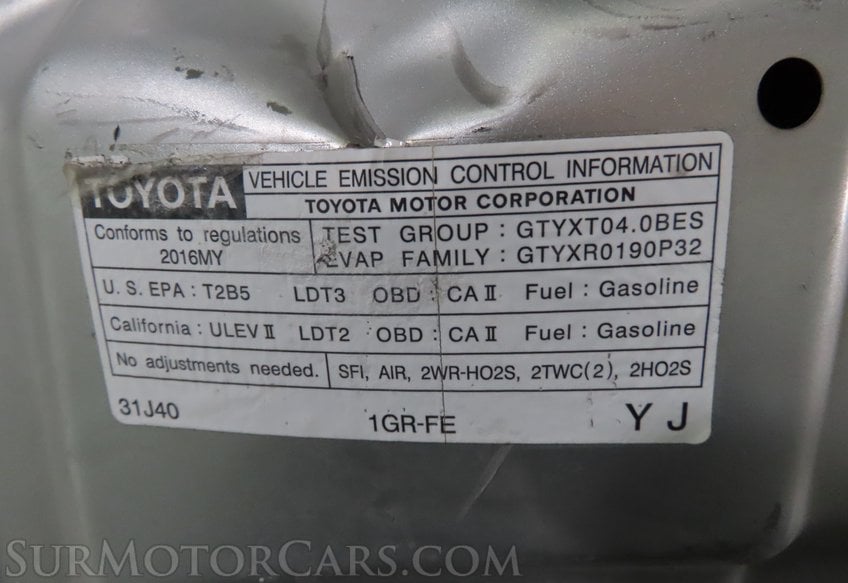 TOYOTA
VEHICLE EMISSION CONTROL INFORMATION
TOYOTA MOTOR CORPORATION
Conforms to regulations
2016MY
TEST GROUP : GTYXT04.0BES
EVAP FAMILY : GTYXR0190P32
U. S. EPA : T2B5 LDT3 OBD : CA II Fuel : Gasoline
California : ULEV II LDT2 OBD : CA II Fuel : Gasoline
No adjustments needed.
SFI, AIR, 2WR-HO2S, 2TWC(2), 2HO2S
31J40 1GR-FE Y J
SurMotorCars.com